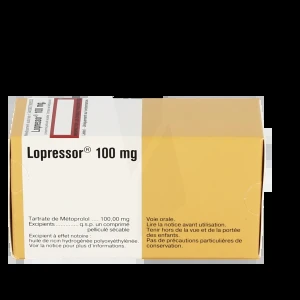 Lopressor® 100 mg
Lopressor® 100 mg
Tartrate de Métoprolol ..... 100,00 mg
Excipient ............q.s.p. un comprimé
pelliculé sécable
Excipient à effet notoire :
huile de ricin hydrogénée polyoxyéthylénée
Voir la notice pour plus d'informations.
Voie orale.
Lire la notice avant utilisation.
Tenir hors de la vue et de la portée
des enfants.
Pas de précautions particulières de
conservation.